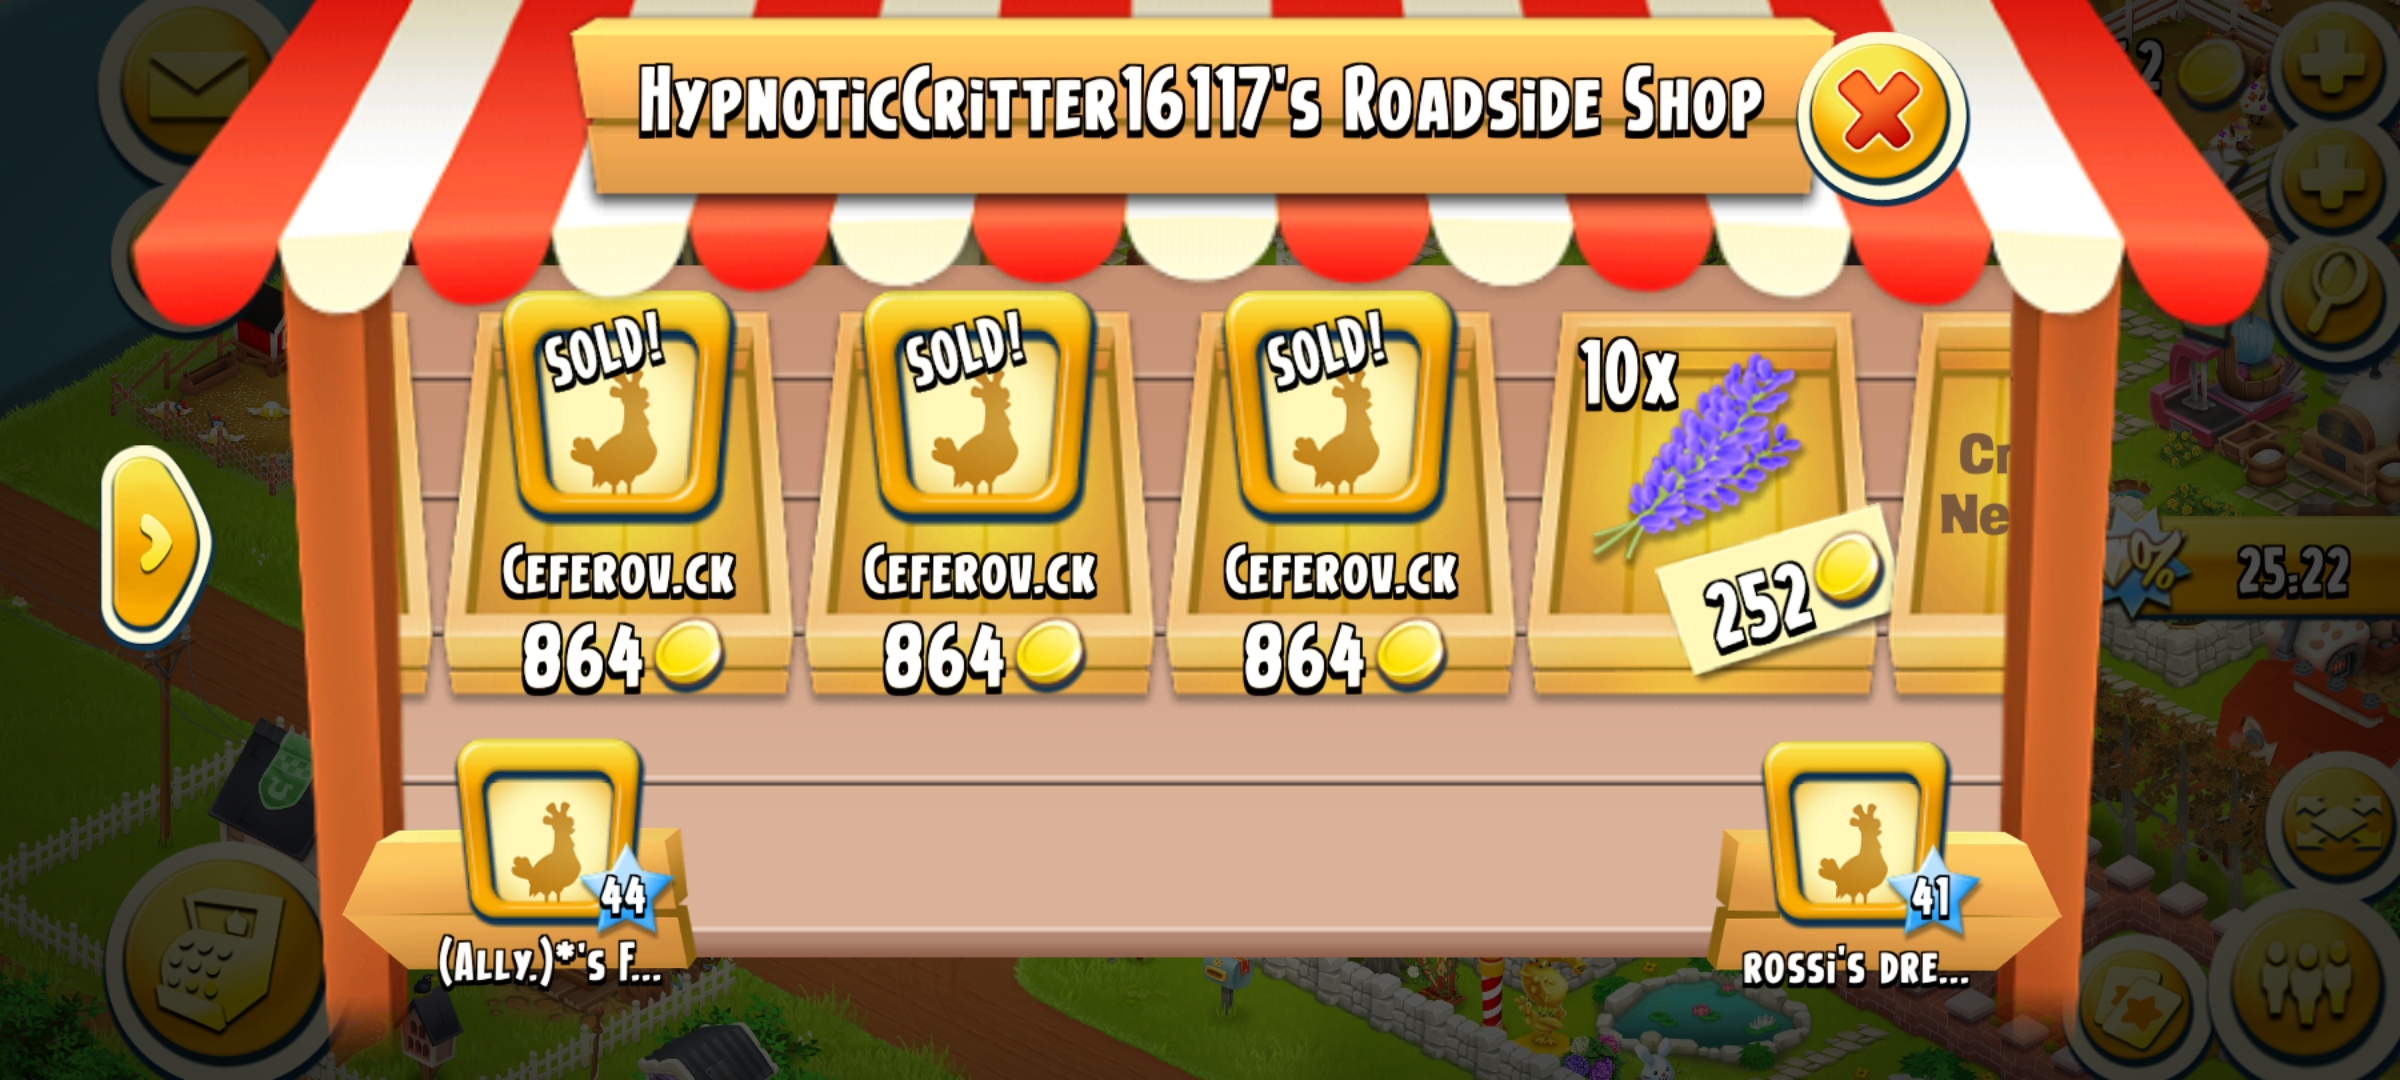 HypnoticCritter16117's Roadside Shop
SOLD!
SOLD!
SOLD!
10x
Cr
Ne
Ceferov.ck
Ceferov.ck
Ceferov.ck
252
864
864
864
25:22
44
41
(Ally.)*'s F...
Rossi's Dre...